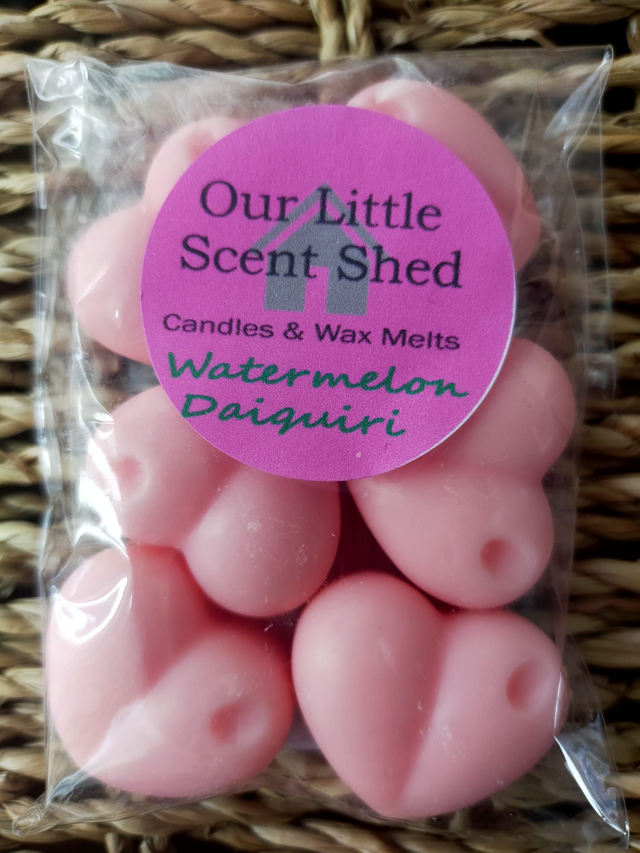 Our Little
Scent Shed
Candles & Wax Melts
Watermelon
Daiquiri